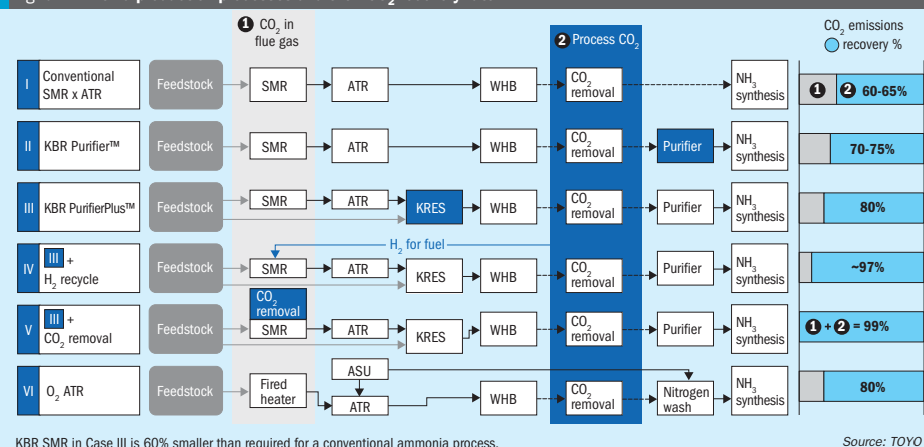 ❶ CO₂ in
flue gas
❷ Process CO₂
CO₂ emissions
recovery %
I
Conventional
SMR x ATR
Feedstock
SMR
ATR
WHB
CO₂
removal
NH₃
synthesis
❶
❷ 60-65%
II
KBR Purifier™
Feedstock
SMR
ATR
WHB
CO₂
removal
Purifier
NH₃
synthesis
70-75%
III
KBR PurifierPlus™
Feedstock
SMR
ATR
KRES
WHB
CO₂
removal
Purifier
NH₃
synthesis
80%
H₂ for fuel
IV
III +
H₂ recycle
Feedstock
SMR
ATR
KRES
WHB
CO₂
removal
Purifier
NH₃
synthesis
~97%
V
III +
CO₂ removal
Feedstock
CO₂
removal
SMR
ATR
KRES
WHB
CO₂
removal
Purifier
NH₃
synthesis
❶ + ❷ = 99%
VI
O₂ ATR
Feedstock
Fired
heater
ASU
ATR
WHB
CO₂
removal
Nitrogen
wash
NH₃
synthesis
80%
KBR SMR in Case III is 60% smaller than required for a conventional ammonia process.
Source: TOYO